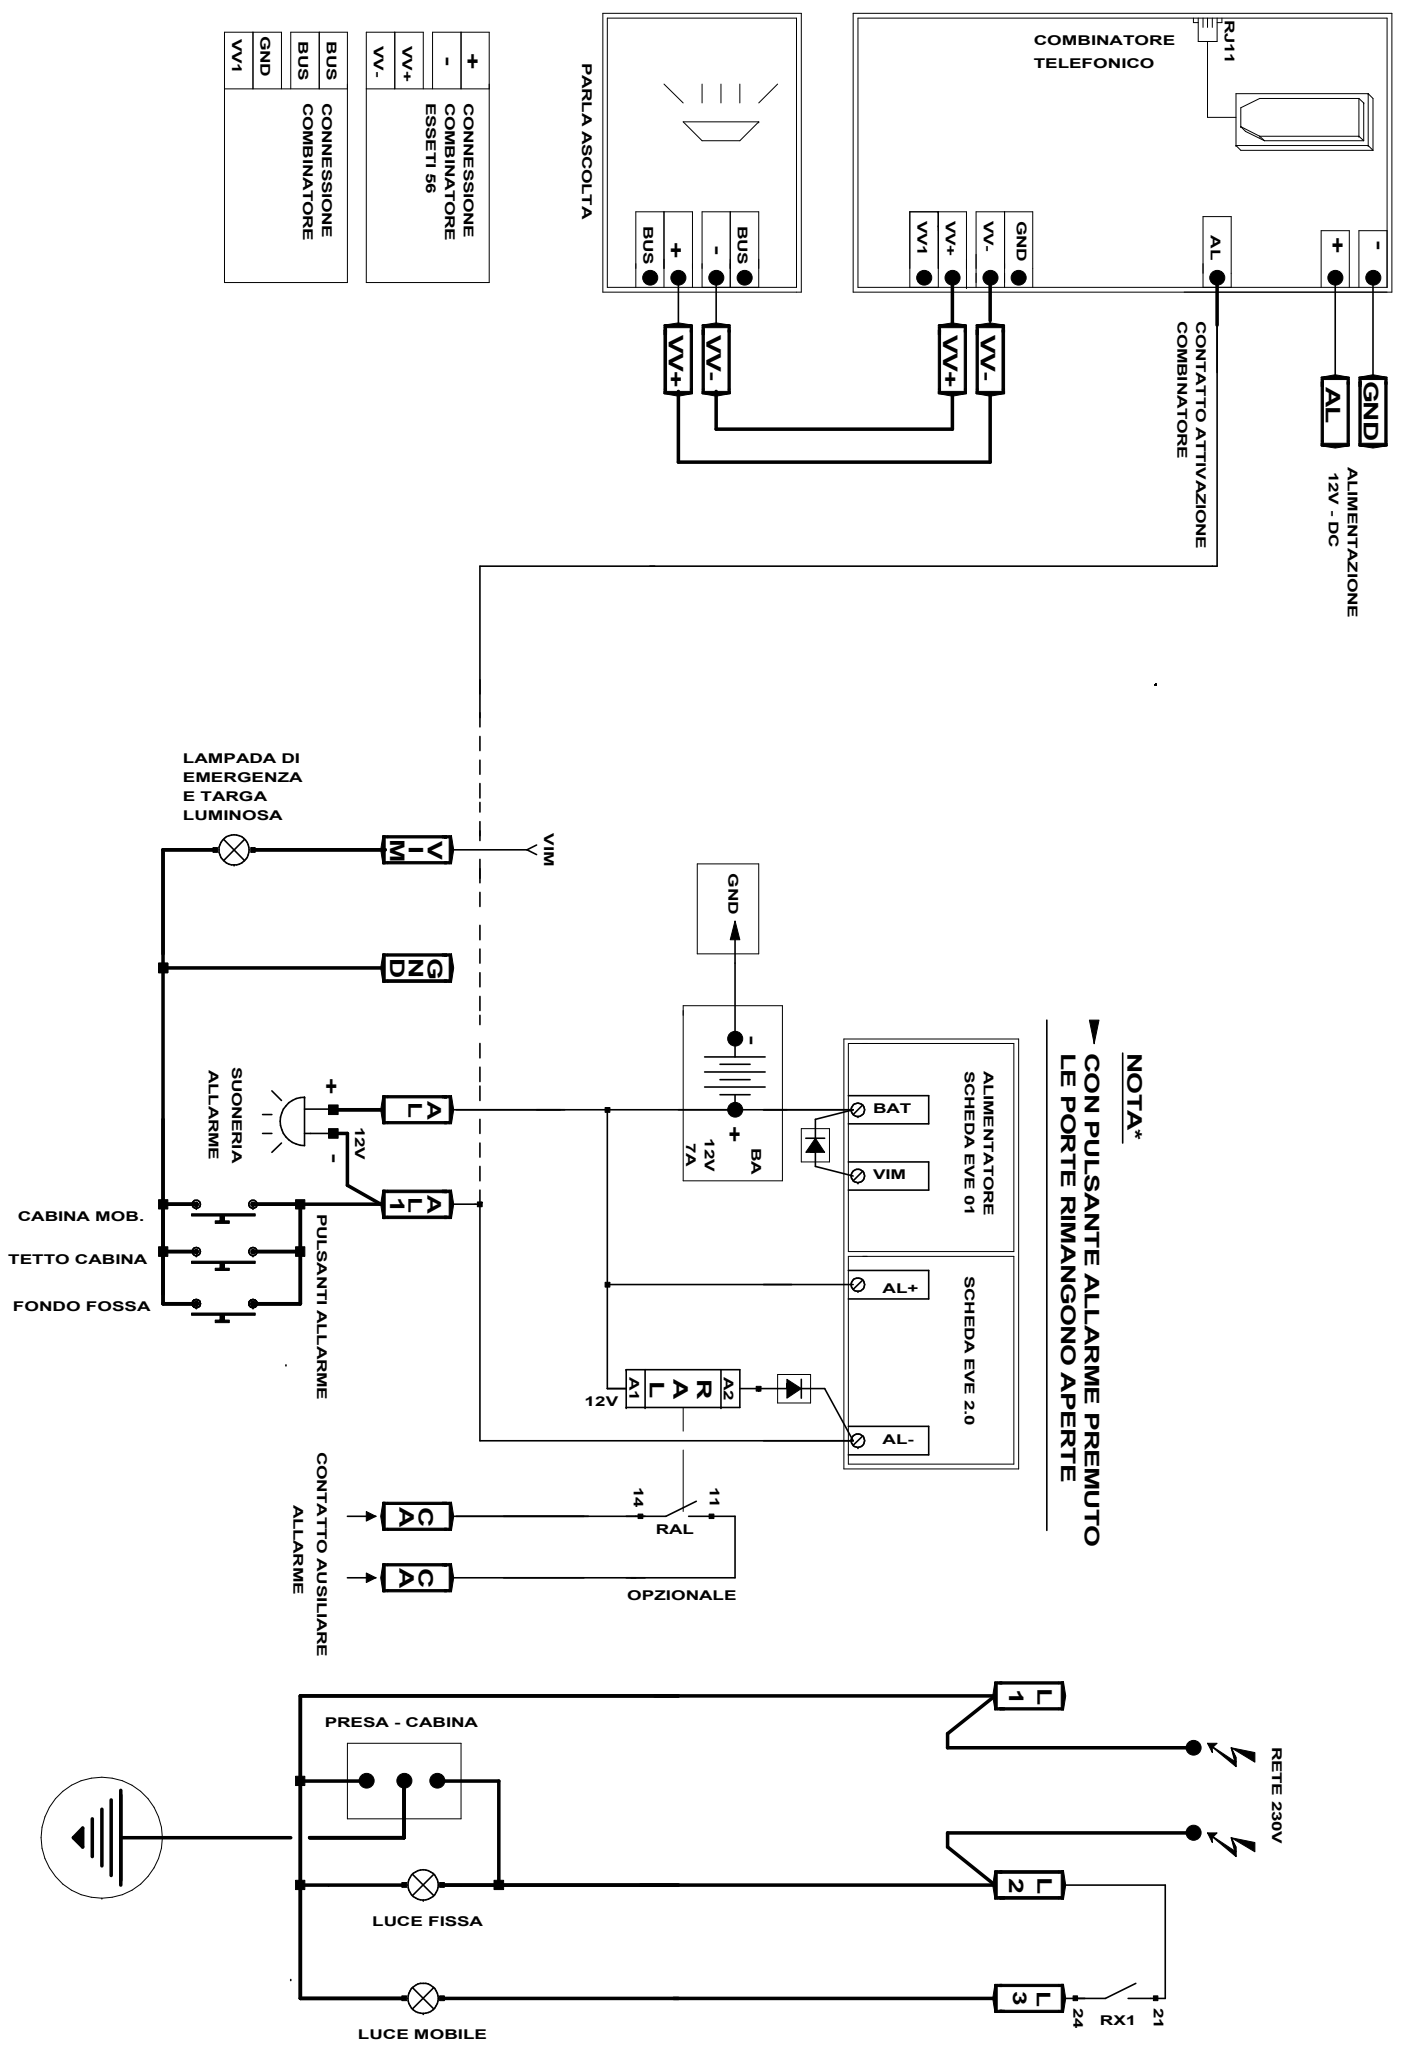 COMBINATORE
TELEFONICO
RJ11
VV1
VV+
VV-
GND
AL
+
-
VV+
VV-
AL
GND
ALIMENTAZIONE
12V - DC
CONTATTO ATTIVAZIONE
COMBINATORE
PARLA ASCOLTA
BUS
+
-
BUS
VV+
VV-
+
-
VV+
VV-
CONNESSIONE
COMBINATORE
ESSETI 56
BUS
BUS
GND
VV1
CONNESSIONE
COMBINATORE
LAMPADA DI
EMERGENZA
E TARGA
LUMINOSA
VIM
VIM
GND
GND
SUONERIA
ALLARME
+
-
12V
AL
AL1
CABINA MOB.
TETTO CABINA
FONDO FOSSA
PULSANTI ALLARME
-
+
BA
12V
7A
ALIMENTATORE
SCHEDA EVE 01
BAT
VIM
SCHEDA EVE 2.0
AL+
AL-
NOTA*
CON PULSANTE ALLARME PREMUTO
LE PORTE RIMANGONO APERTE
A1
RAL
A2
12V
14
11
RAL
OPZIONALE
AC
AC
CONTATTO AUSILIARE
ALLARME
RETE 230V
L1
L2
L3
PRESA - CABINA
LUCE FISSA
LUCE MOBILE
24
RX1
21